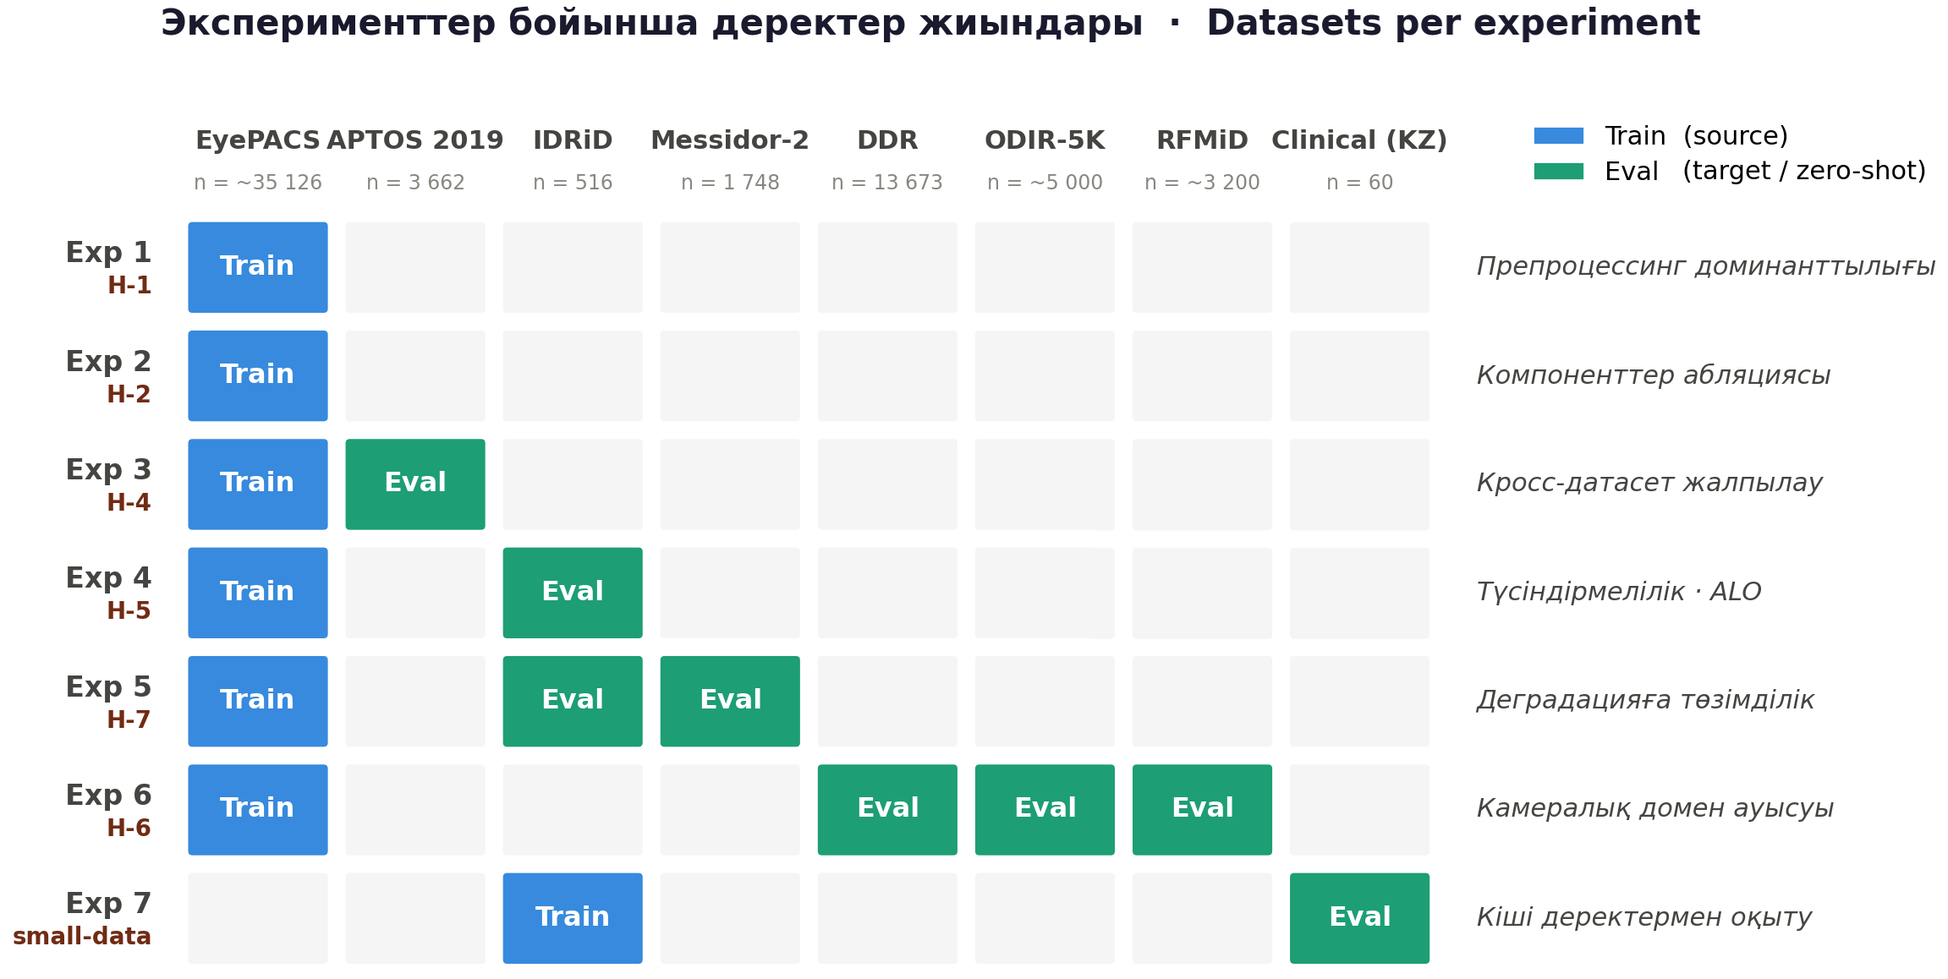 Эксперименттер бойынша деректер жиындары · Datasets per experiment
EyePACS APTOS 2019 IDRiD Messidor-2 DDR ODIR-5K RFMiD Clinical (KZ)
n = ~35 126 n = 3 662 n = 516 n = 1 748 n = 13 673 n = ~5 000 n = ~3 200 n = 60
Train (source)
Eval (target / zero-shot)
Exp 1
H-1
Train
Препроцессинг доминанттылығы
Exp 2
H-2
Train
Компоненттер абляциясы
Exp 3
H-4
Train Eval
Кросс-датасет жалпылау
Exp 4
H-5
Train Eval
Түсіндірмелілік · ALO
Exp 5
H-7
Train Eval Eval
Деградацияға төзімділік
Exp 6
H-6
Train Eval Eval Eval
Камералық домен ауысуы
Exp 7
small-data
Train Eval
Кіші деректермен оқыту